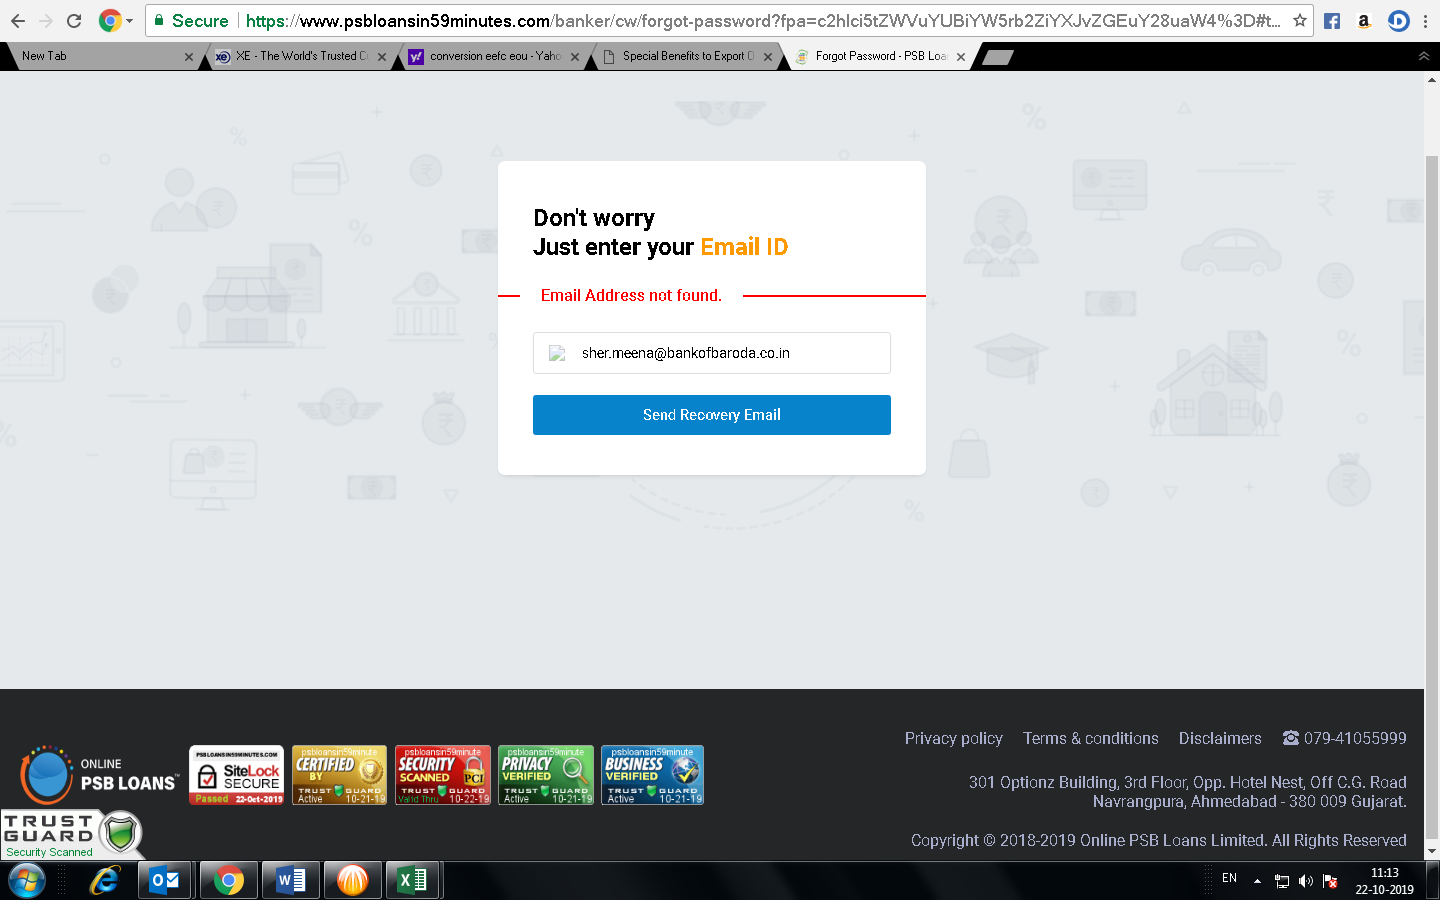 Secure https://www.psbloansin59minutes.com/banker/cw/forgot-password?fpa=c2hlci5tZWVuYUBiYW5rb2ZiYXJvZGEuY28uaW4%3D#t...
New Tab
XE - The World's Trusted Cu
conversion eefc eou - Yaho
Special Benefits to Export O
Forgot Password - PSB Loan
Don't worry
Just enter your Email ID
Email Address not found.
sher.meena@bankofbaroda.co.in
Send Recovery Email
ONLINE
PSB LOANS™
PSBLOANSIN59MINUTES.COM
SiteLock
SECURE
Passed 22-Oct-2019
psbloansin59minute
CERTIFIED
BY
TRUST GUARD
Active 10-21-19
psbloansin59minute
SECURITY
SCANNED PCI
TRUST GUARD
Valid Thru 10-22-19
psbloansin59minute
PRIVACY
VERIFIED
TRUST GUARD
Active 10-21-19
psbloansin59minute
BUSINESS
VERIFIED
TRUST GUARD
Active 10-21-19
Privacy policy Terms & conditions Disclaimers 079-41055999
301 Optionz Building, 3rd Floor, Opp. Hotel Nest, Off C.G. Road
Navrangpura, Ahmedabad - 380 009 Gujarat.
Copyright © 2018-2019 Online PSB Loans Limited. All Rights Reserved
TRUST
GUARD
Security Scanned
EN
11:13
22-10-2019